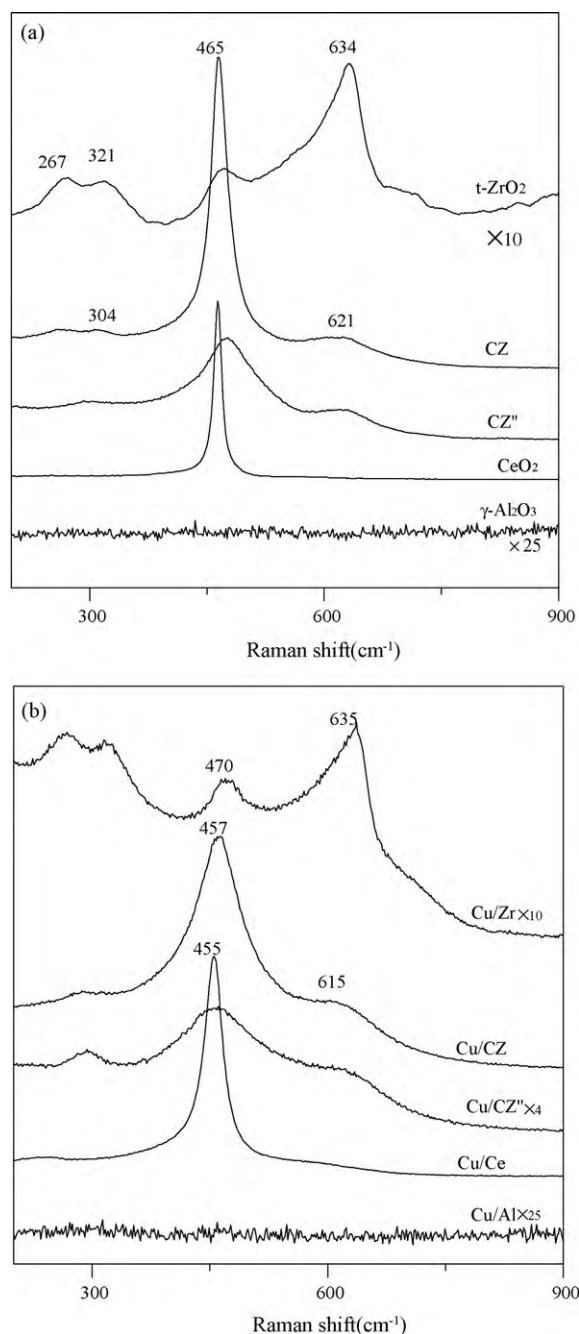 (a)
465
634
267
321
t-ZrO₂
×10
304
621
CZ
CZ"
CeO₂
γ-Al₂O₃
×25
300
600
900
Raman shift(cm⁻¹)
(b)
635
470
457
Cu/Zr×10
455
615
Cu/CZ
Cu/CZ"×4
Cu/Ce
Cu/Al×25
300
600
900
Raman shift(cm⁻¹)